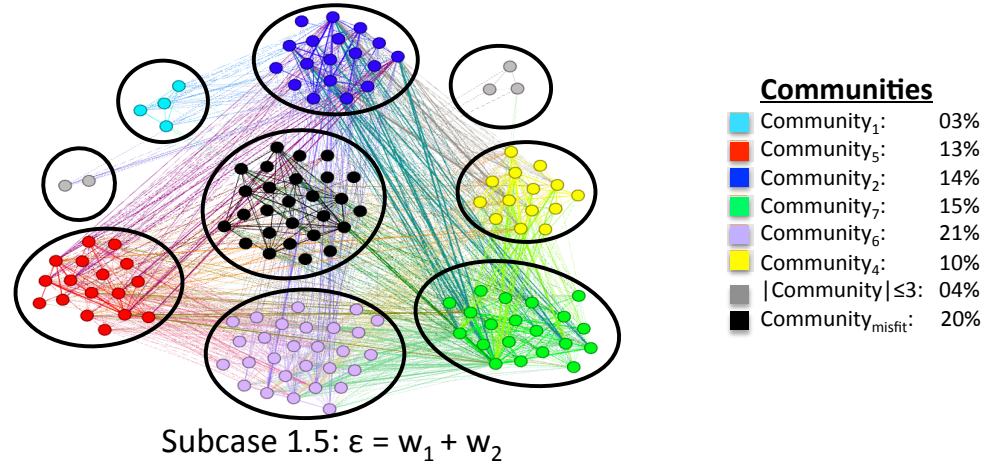 Communities
Community₁: 03%
Community₅: 13%
Community₂: 14%
Community₇: 15%
Community₆: 21%
Community₄: 10%
|Community|≤3: 04%
Community_misfit: 20%
Subcase 1.5: ε = w₁ + w₂